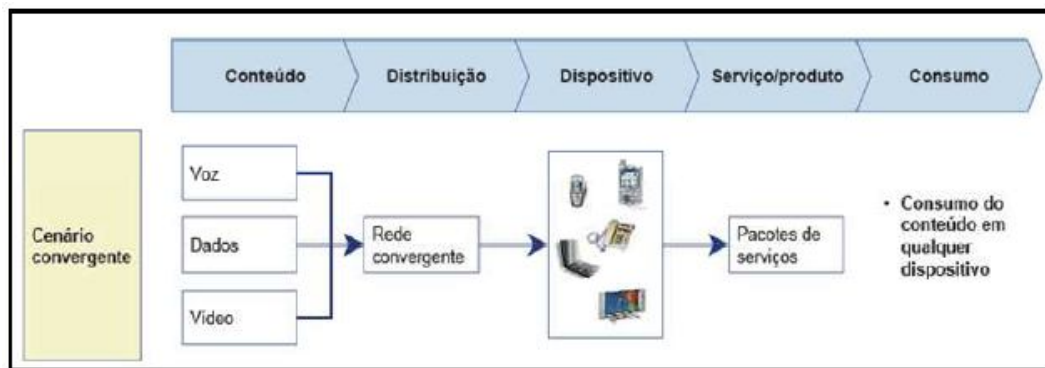 Conteúdo
Distribuição
Dispositivo
Serviço/produto
Consumo
Cenário
convergente
Voz
Dados
Vídeo
Rede
convergente
Pacotes de
serviços
• Consumo do
conteúdo em
qualquer
dispositivo